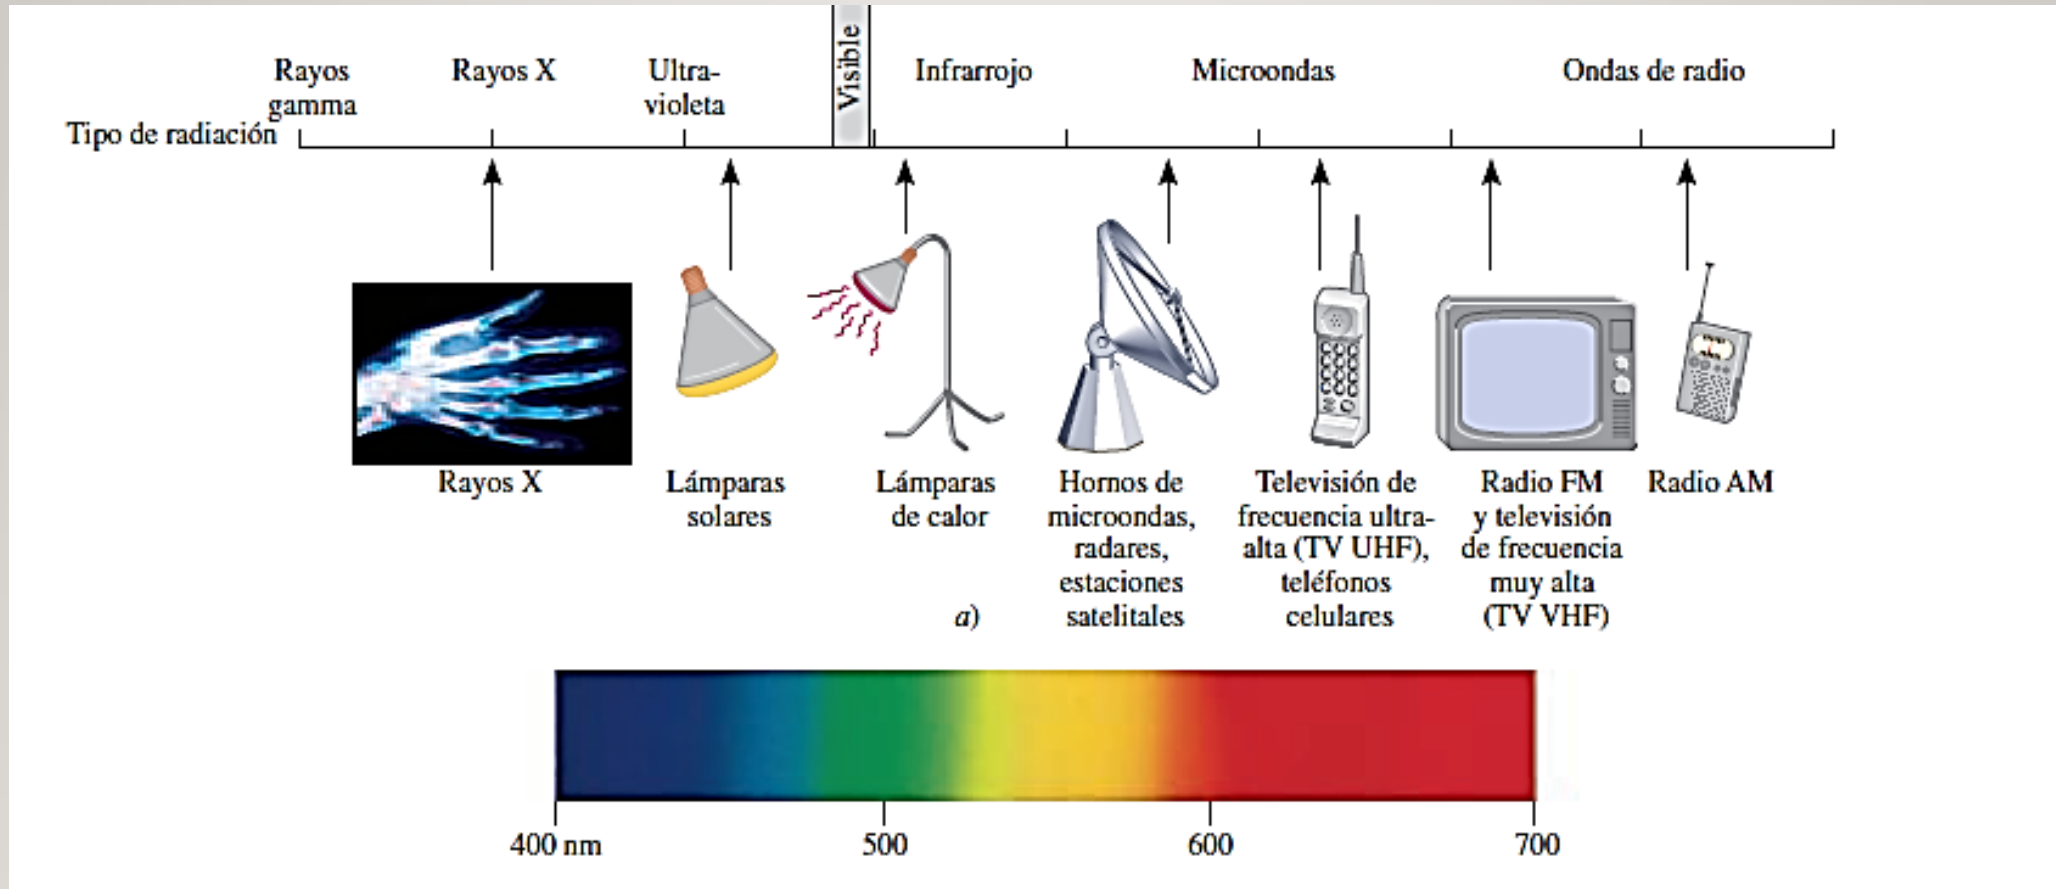 Visible
Rayos gamma
Rayos X
Ultra-
violeta
Infrarrojo
Microondas
Ondas de radio
Tipo de radiación
Rayos X
Lámparas
solares
Lámparas
de calor
Hornos de
microondas,
radares,
estaciones
satelitales
Televisión de
frecuencia ultra-
alta (TV UHF),
teléfonos
celulares
Radio FM
y televisión
de frecuencia
muy alta
(TV VHF)
Radio AM
a)
400 nm
500
600
700